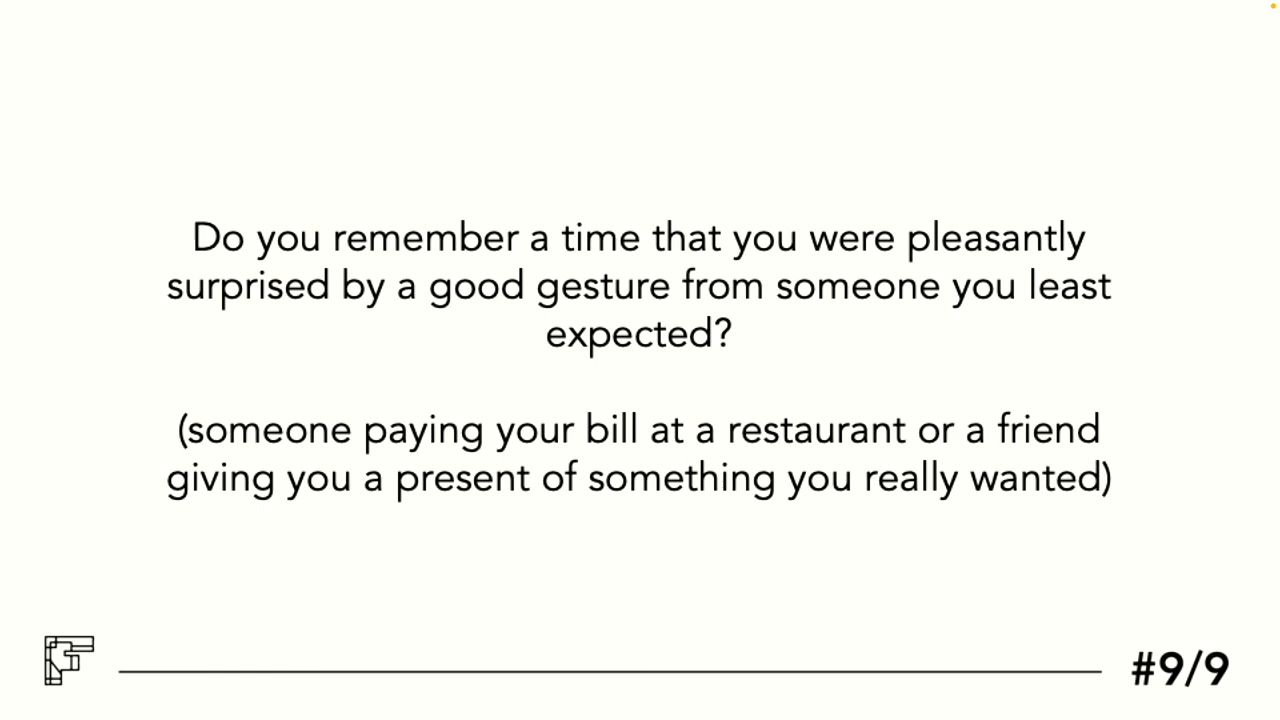 Do you remember a time that you were pleasantly
surprised by a good gesture from someone you least
expected?
(someone paying your bill at a restaurant or a friend
giving you a present of something you really wanted)
#9/9